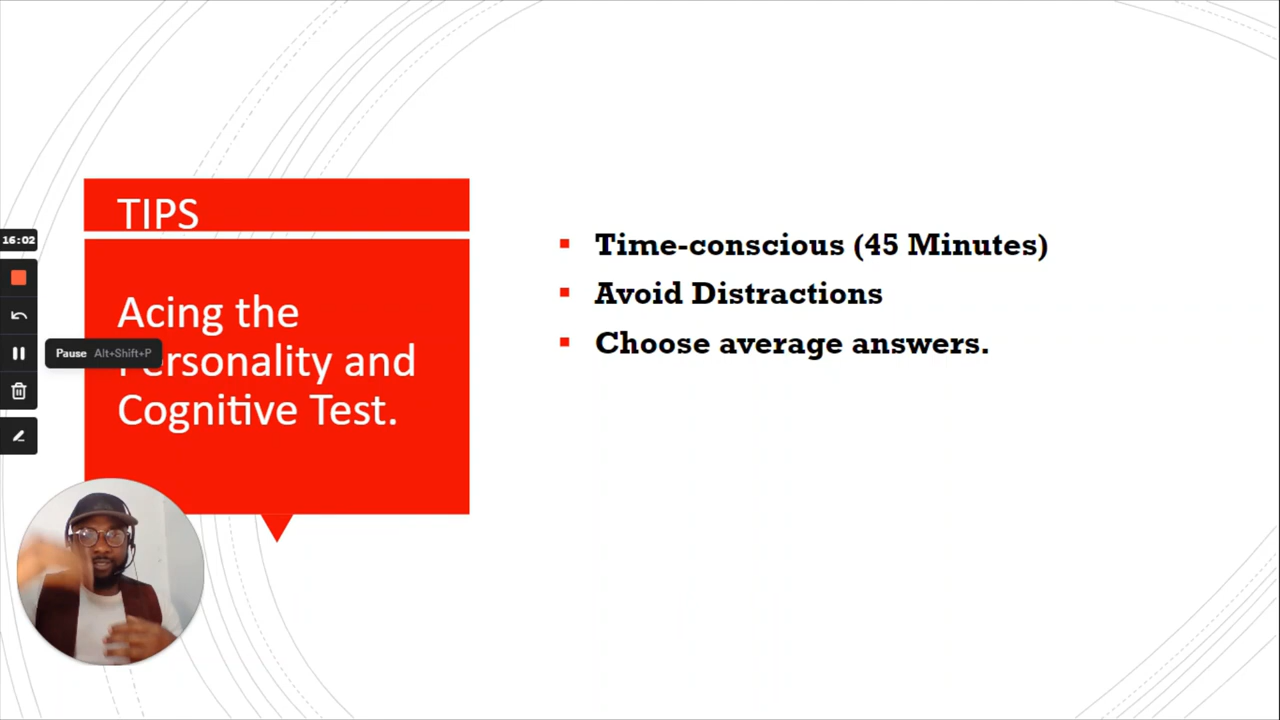 TIPS
Acing the
Personality and
Cognitive Test.
Time-conscious (45 Minutes)
Avoid Distractions
Choose average answers.
16:02
Pause Alt+Shift+P